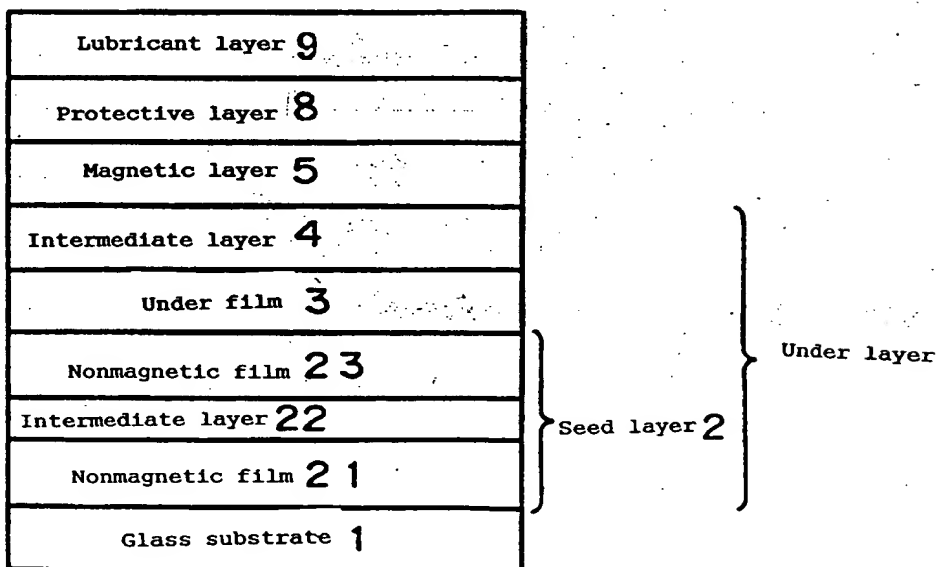 Lubricant layer 9
Protective layer 8
Magnetic layer 5
Intermediate layer 4
Under film 3
Nonmagnetic film 23
Intermediate layer 22
Nonmagnetic film 21
Glass substrate 1
Seed layer 2
Under layer